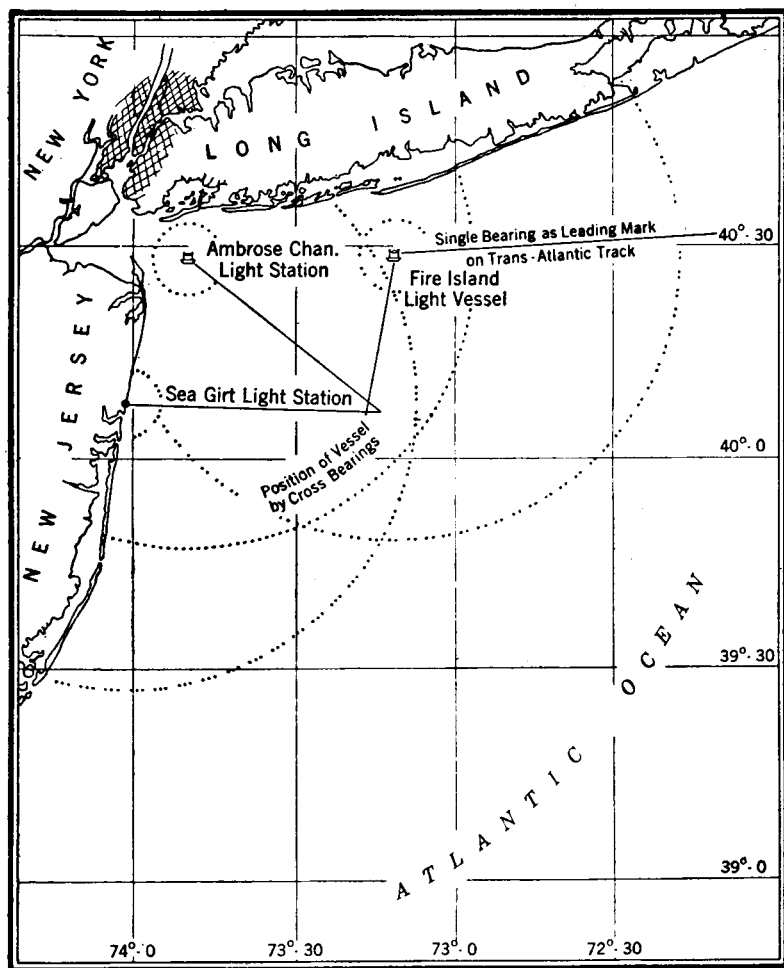 NEW YORK
LONG ISLAND
Single Bearing as Leading Mark
on Trans-Atlantic Track
40°·30
Ambrose Chan.
Light Station
Fire Island
Light Vessel
NEW JERSEY
Sea Girt Light Station
Position of Vessel
by Cross Bearings
40°·0
39°·30
ATLANTIC OCEAN
39°·0
74°·0
73°·30
73°·0
72°·30